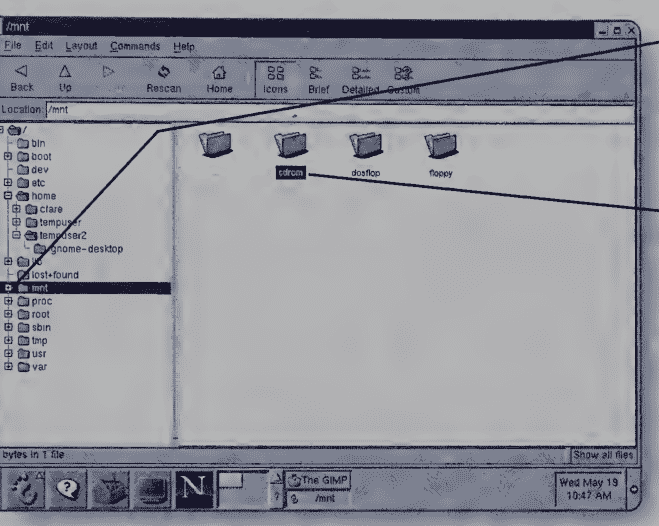 /mnt
File Edit Layout Commands Help
Back Up Rescan Home Icons Brief Detailed Custom
Location: /mnt
/
bin
boot
dev
etc
home
clare
tempuser
tempuser2
gnome-desktop
lib
lost+found
mnt
proc
root
sbin
tmp
usr
var
cdrom dosflop floppy
bytes in 1 file Show all files
N
The GIMP
/mnt
Wed May 19
10:47 AM